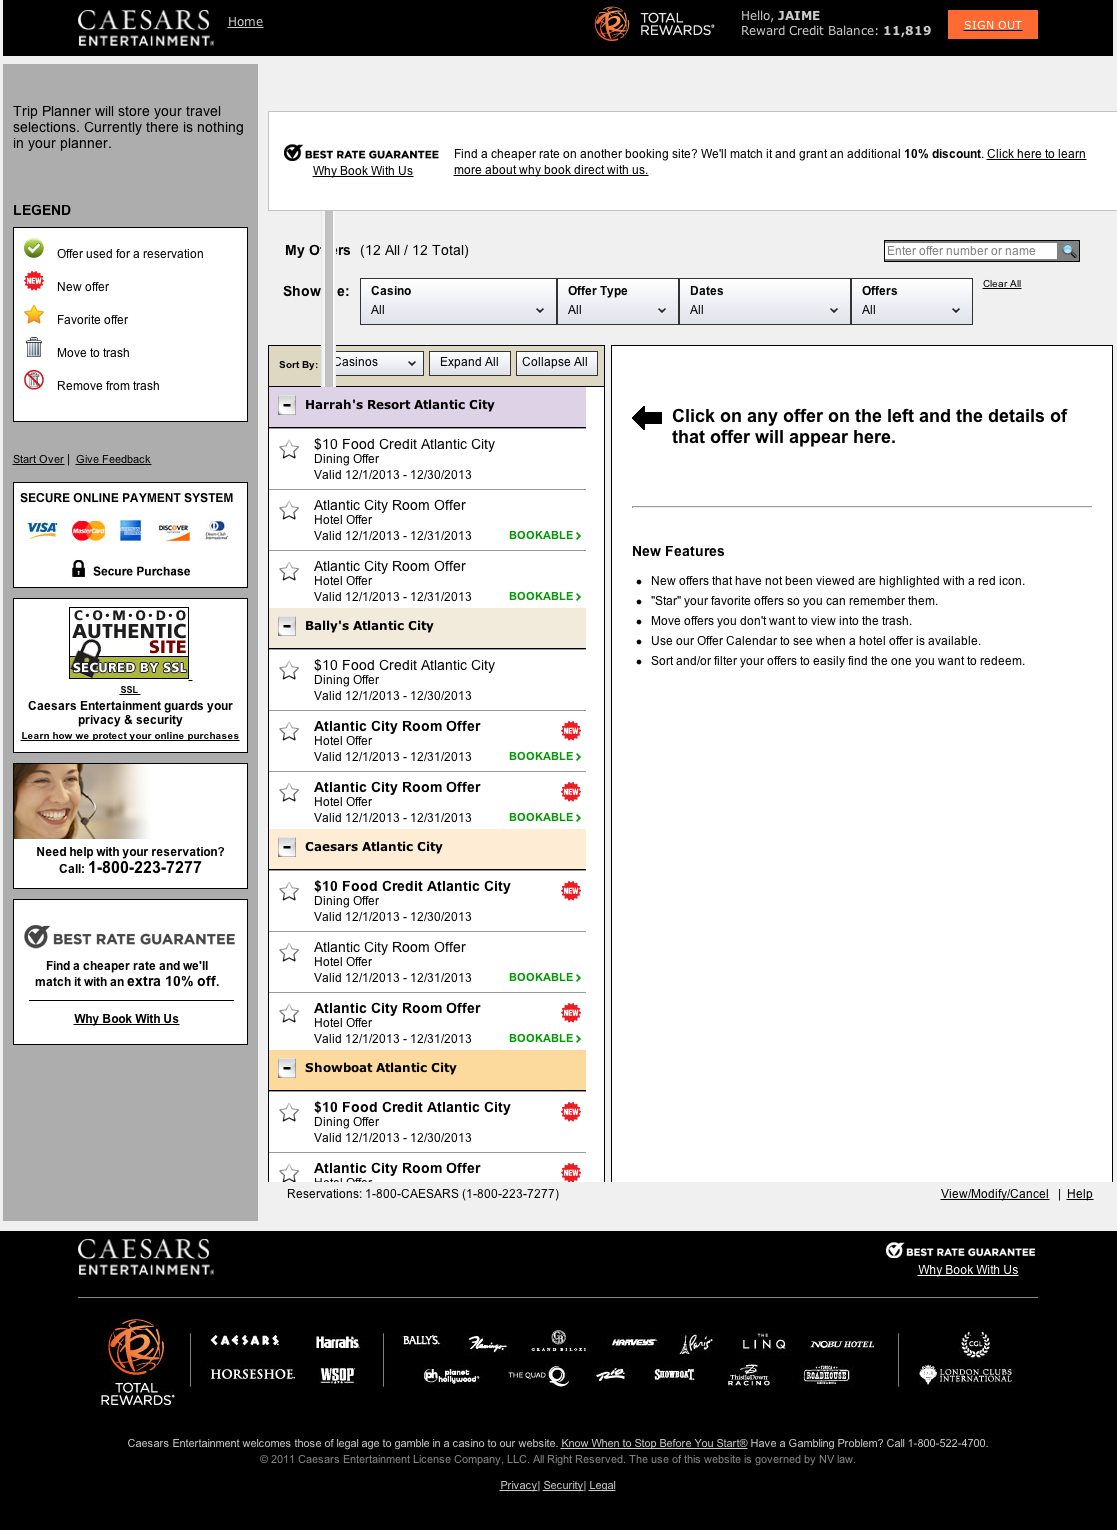 CAESARS
ENTERTAINMENT.
Home
TOTAL
REWARDS®
Hello, JAIME
Reward Credit Balance: 11,819
SIGN OUT
Trip Planner will store your travel
selections. Currently there is nothing
in your planner.
LEGEND
Offer used for a reservation
NEW
New offer
Favorite offer
Move to trash
Remove from trash
Start Over | Give Feedback
SECURE ONLINE PAYMENT SYSTEM
VISA MasterCard DISCOVER
Secure Purchase
C·O·M·O·D·O
AUTHENTIC
SITE
SECURED BY SSL
SSL
Caesars Entertainment guards your
privacy & security
Learn how we protect your online purchases
Need help with your reservation?
Call: 1-800-223-7277
BEST RATE GUARANTEE
Find a cheaper rate and we'll
match it with an extra 10% off.
Why Book With Us
BEST RATE GUARANTEE
Why Book With Us
Find a cheaper rate on another booking site? We'll match it and grant an additional 10% discount. Click here to learn
more about why book direct with us.
My O ers (12 All / 12 Total)
Enter offer number or name
Show e:
Casino
All
Offer Type
All
Dates
All
Offers
All
Clear All
Sort By: Casinos
Expand All
Collapse All
Harrah's Resort Atlantic City
$10 Food Credit Atlantic City
Dining Offer
Valid 12/1/2013 - 12/30/2013
Atlantic City Room Offer
Hotel Offer
Valid 12/1/2013 - 12/31/2013 BOOKABLE
Atlantic City Room Offer
Hotel Offer
Valid 12/1/2013 - 12/31/2013 BOOKABLE
Bally's Atlantic City
$10 Food Credit Atlantic City
Dining Offer
Valid 12/1/2013 - 12/30/2013
Atlantic City Room Offer NEW
Hotel Offer
Valid 12/1/2013 - 12/31/2013 BOOKABLE
Atlantic City Room Offer NEW
Hotel Offer
Valid 12/1/2013 - 12/31/2013 BOOKABLE
Caesars Atlantic City
$10 Food Credit Atlantic City NEW
Dining Offer
Valid 12/1/2013 - 12/30/2013
Atlantic City Room Offer
Hotel Offer
Valid 12/1/2013 - 12/31/2013 BOOKABLE
Atlantic City Room Offer NEW
Hotel Offer
Valid 12/1/2013 - 12/31/2013 BOOKABLE
Showboat Atlantic City
$10 Food Credit Atlantic City NEW
Dining Offer
Valid 12/1/2013 - 12/30/2013
Atlantic City Room Offer NEW
Hotel Offer
Click on any offer on the left and the details of
that offer will appear here.
New Features
New offers that have not been viewed are highlighted with a red icon.
"Star" your favorite offers so you can remember them.
Move offers you don't want to view into the trash.
Use our Offer Calendar to see when a hotel offer is available.
Sort and/or filter your offers to easily find the one you want to redeem.
Reservations: 1-800-CAESARS (1-800-223-7277)
View/Modify/Cancel | Help
CAESARS
ENTERTAINMENT.
BEST RATE GUARANTEE
Why Book With Us
TOTAL
REWARDS®
CAESARS Harrah's BALLY'S Flamingo GRAND BILOXI HARVEYS Paris THE LINQ NOBU HOTEL CGL
HORSESHOE WSOP ph planet hollywood THE QUAD Q Rio SHOWBOAT ThistleDown RACINO ROADHOUSE LONDON CLUBS INTERNATIONAL
Caesars Entertainment welcomes those of legal age to gamble in a casino to our website. Know When to Stop Before You Start® Have a Gambling Problem? Call 1-800-522-4700.
© 2011 Caesars Entertainment License Company, LLC. All Right Reserved. The use of this website is governed by NV law.
Privacy| Security| Legal